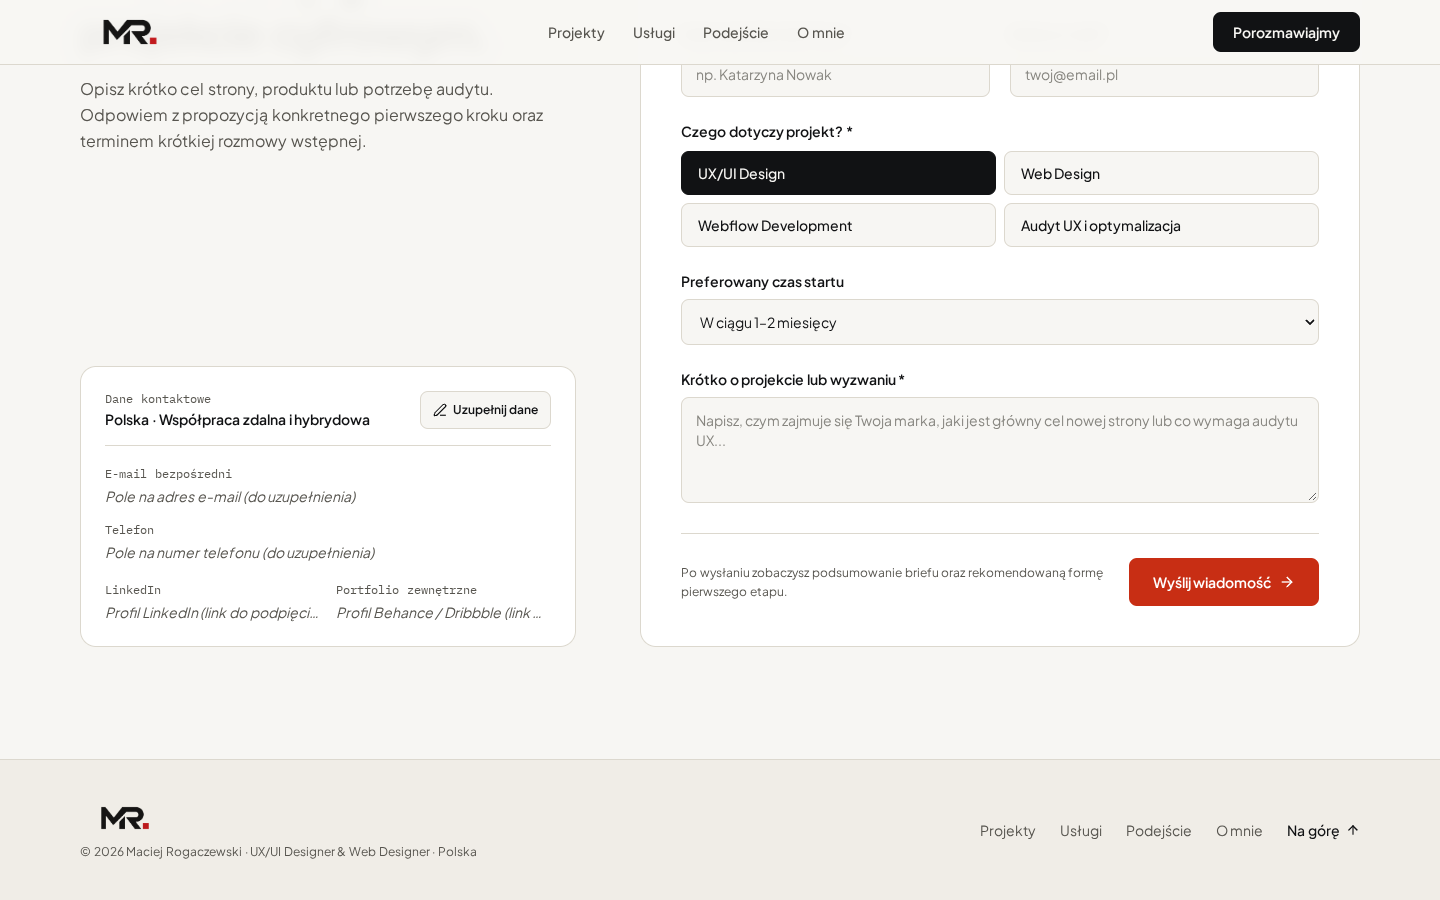 MR.
Projekty
Usługi
Podejście
O mnie
Porozmawiajmy
Opisz krótko cel strony, produktu lub potrzebę audytu.
Odpowiem z propozycją konkretnego pierwszego kroku oraz
terminem krótkiej rozmowy wstępnej.
Dane kontaktowe
Polska · Współpraca zdalna i hybrydowa
Uzupełnij dane
E-mail bezpośredni
Pole na adres e-mail (do uzupełnienia)
Telefon
Pole na numer telefonu (do uzupełnienia)
LinkedIn
Profil LinkedIn (link do podpięci...
Portfolio zewnętrzne
Profil Behance / Dribbble (link ...
np. Katarzyna Nowak
twoj@email.pl
Czego dotyczy projekt? *
UX/UI Design
Web Design
Webflow Development
Audyt UX i optymalizacja
Preferowany czas startu
W ciągu 1–2 miesięcy
Krótko o projekcie lub wyzwaniu *
Napisz, czym zajmuje się Twoja marka, jaki jest główny cel nowej strony lub co wymaga audytu
UX...
Po wysłaniu zobaczysz podsumowanie briefu oraz rekomendowaną formę
pierwszego etapu.
Wyślij wiadomość →
MR.
© 2026 Maciej Rogaczewski · UX/UI Designer & Web Designer · Polska
Projekty
Usługi
Podejście
O mnie
Na górę ↑